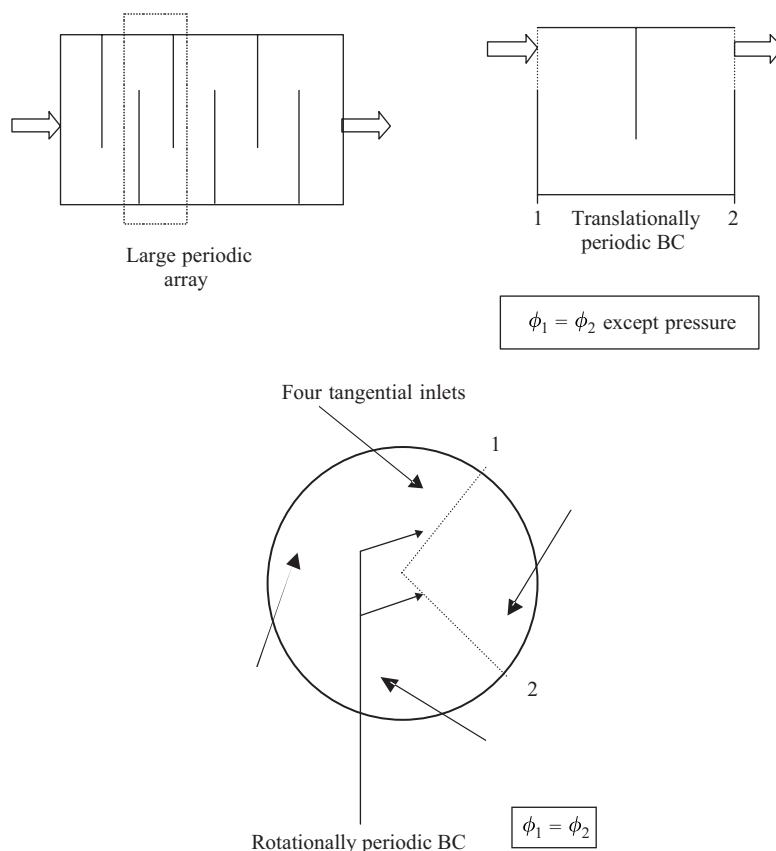 Large periodic
array
1
Translationally
periodic BC
2
ϕ₁ = ϕ₂ except pressure
Four tangential inlets
1
2
Rotationally periodic BC
ϕ₁ = ϕ₂